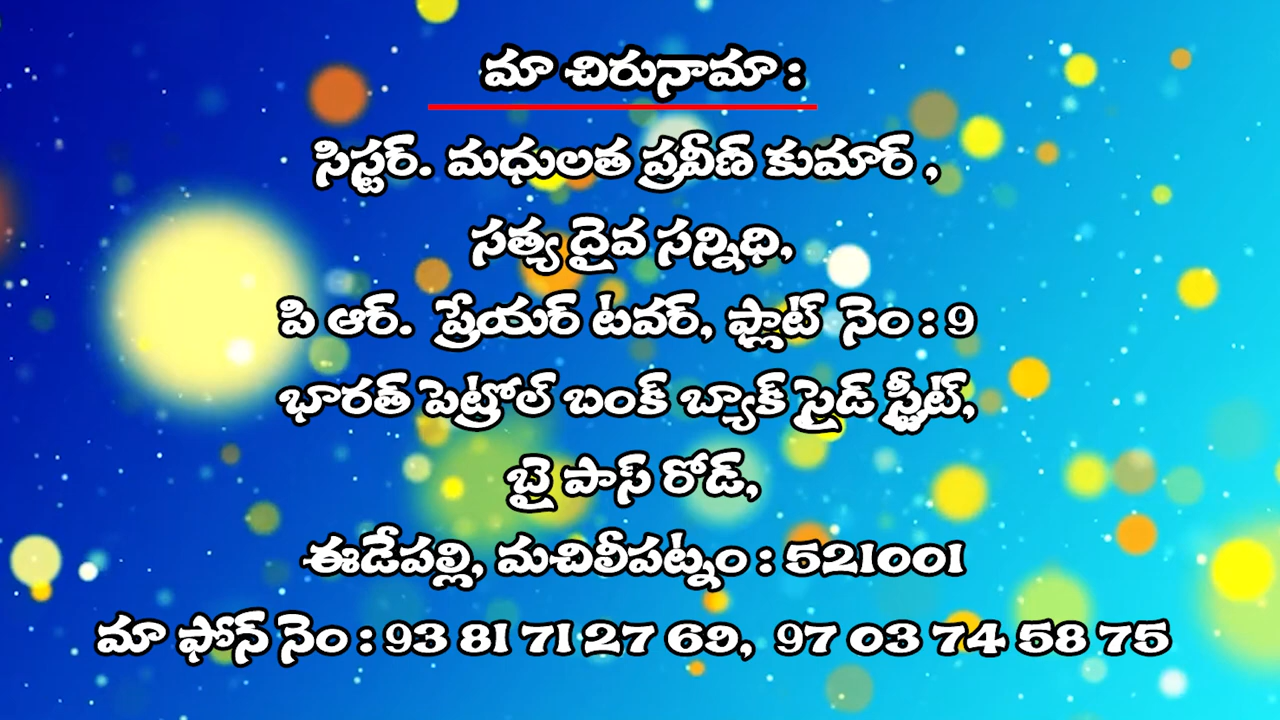 మా చిరునామా :
సిస్టర్. మధులత ప్రవీణ్ కుమార్ ,
సత్య దైవ సన్నిధి,
పి ఆర్. ప్రేయర్ టవర్, ఫ్లాట్ నెం : 9
భారత్ పెట్రోల్ బంక్ బ్యాక్ సైడ్ స్ట్రీట్,
బై పాస్ రోడ్,
ఈడేపల్లి, మచిలీపట్నం : 521001
మా ఫోన్ నెం : 93 81 71 27 69, 97 03 74 58 75